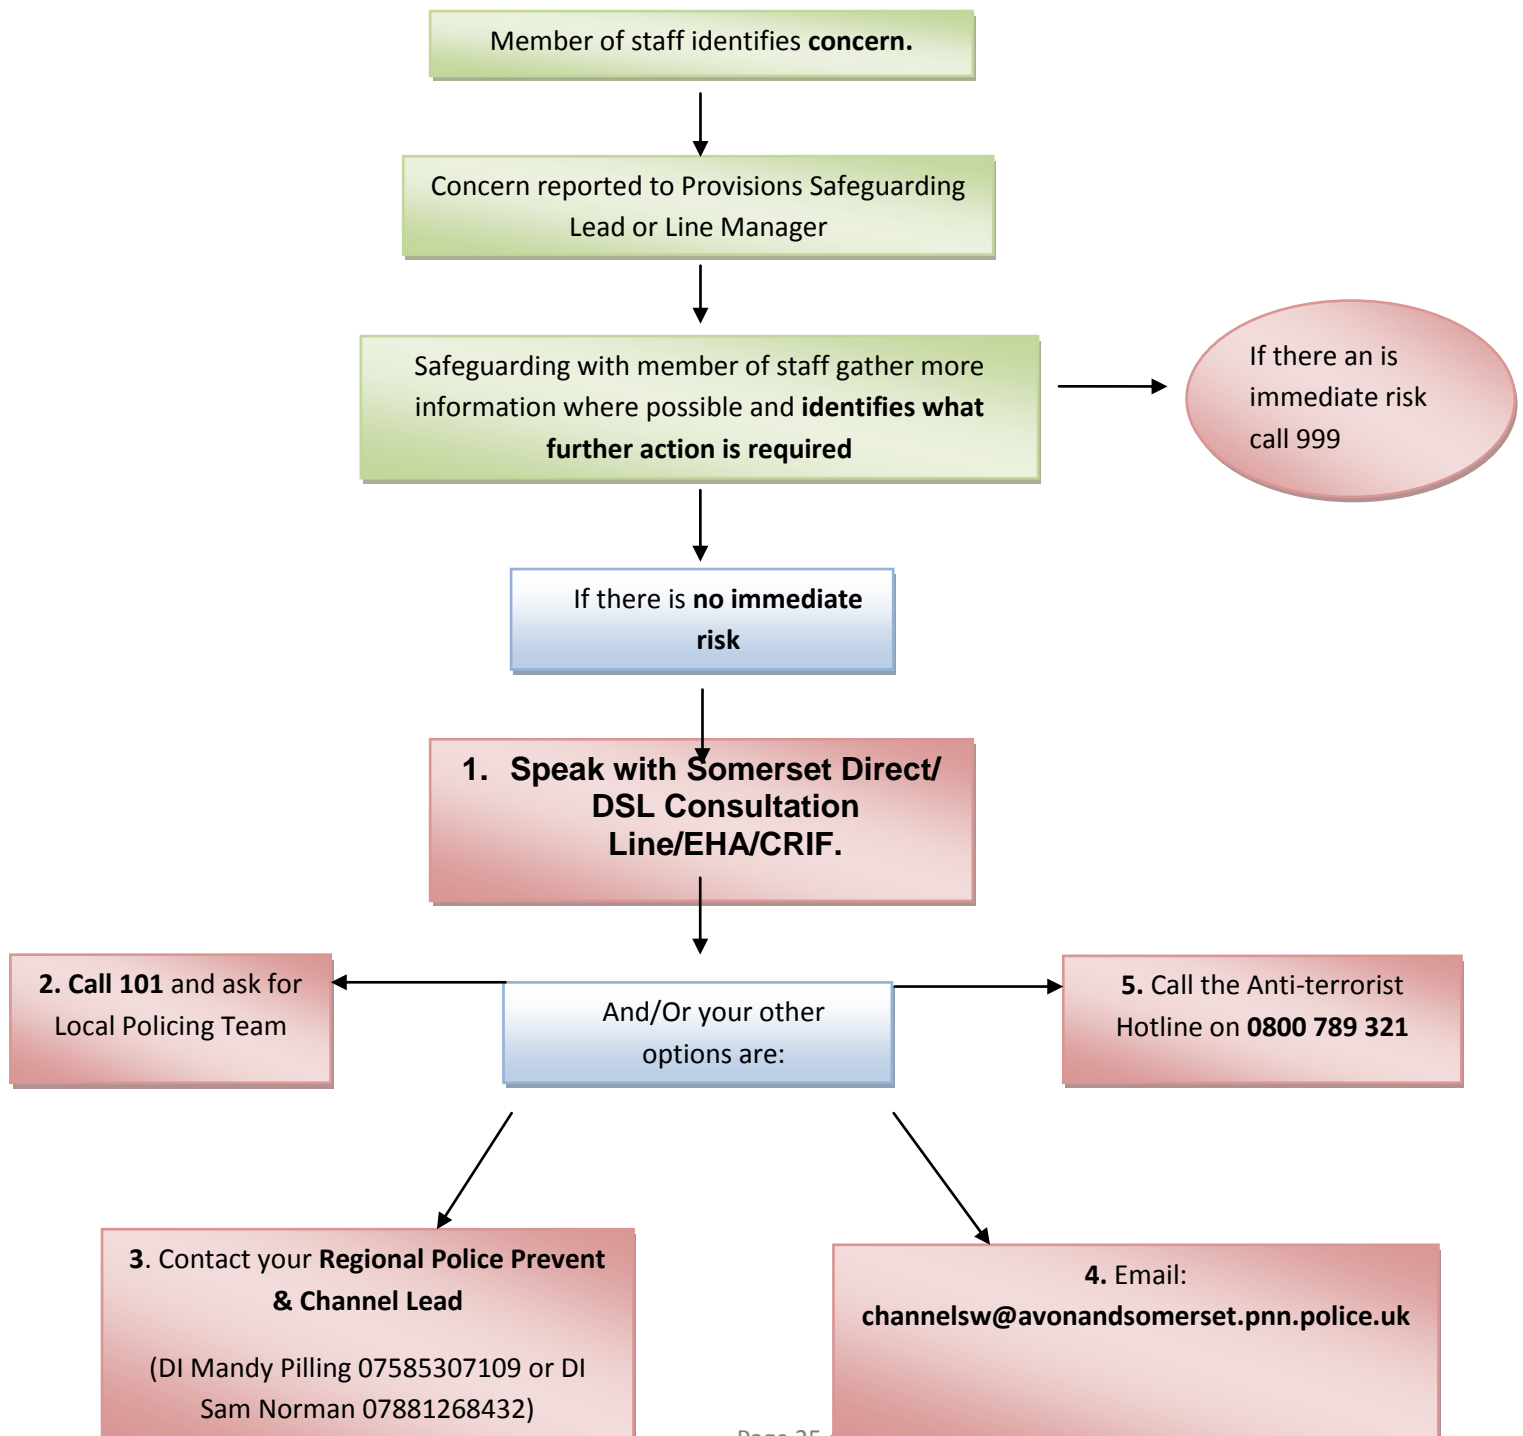 Member of staff identifies concern.
Concern reported to Provisions Safeguarding
Lead or Line Manager
Safeguarding with member of staff gather more
information where possible and identifies what
further action is required
If there an is
immediate risk
call 999
If there is no immediate
risk
1. Speak with Somerset Direct/
DSL Consultation
Line/EHA/CRIF.
2. Call 101 and ask for
Local Policing Team
And/Or your other
options are:
5. Call the Anti-terrorist
Hotline on 0800 789 321
3. Contact your Regional Police Prevent
& Channel Lead
(DI Mandy Pilling 07585307109 or DI
Sam Norman 07881268432)
4. Email:
channelsw@avonandsomerset.pnn.police.uk
Page 25